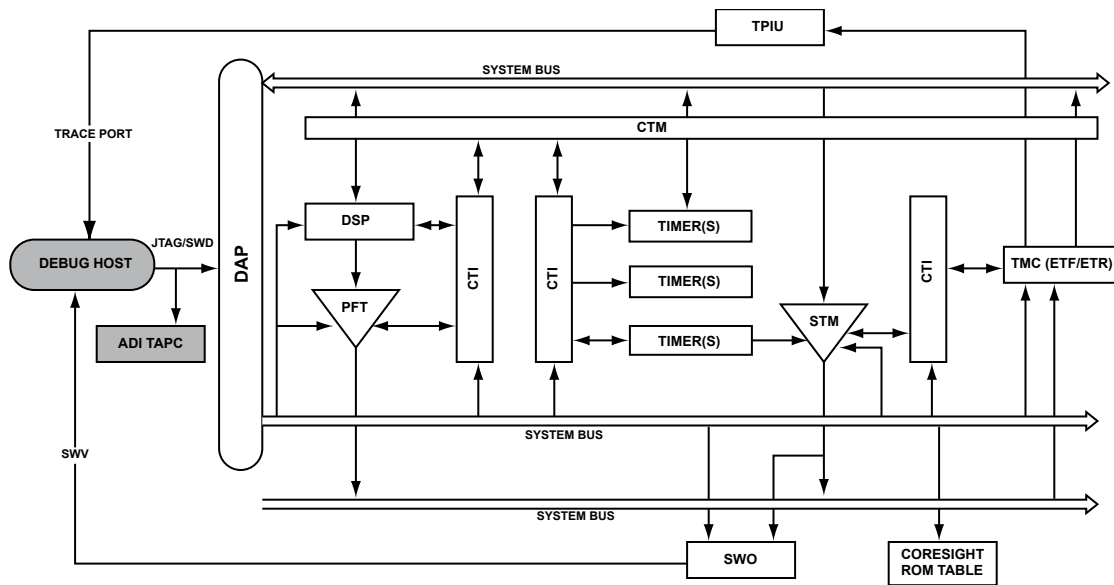 TPIU
SYSTEM BUS
CTM
TRACE PORT
DSP
TIMER(S)
JTAG/SWD
DEBUG HOST
DAP
CTI
CTI
CTI
TMC (ETF/ETR)
TIMER(S)
PFT
STM
ADI TAPC
TIMER(S)
SYSTEM BUS
SWV
SYSTEM BUS
SWO
CORESIGHT
ROM TABLE